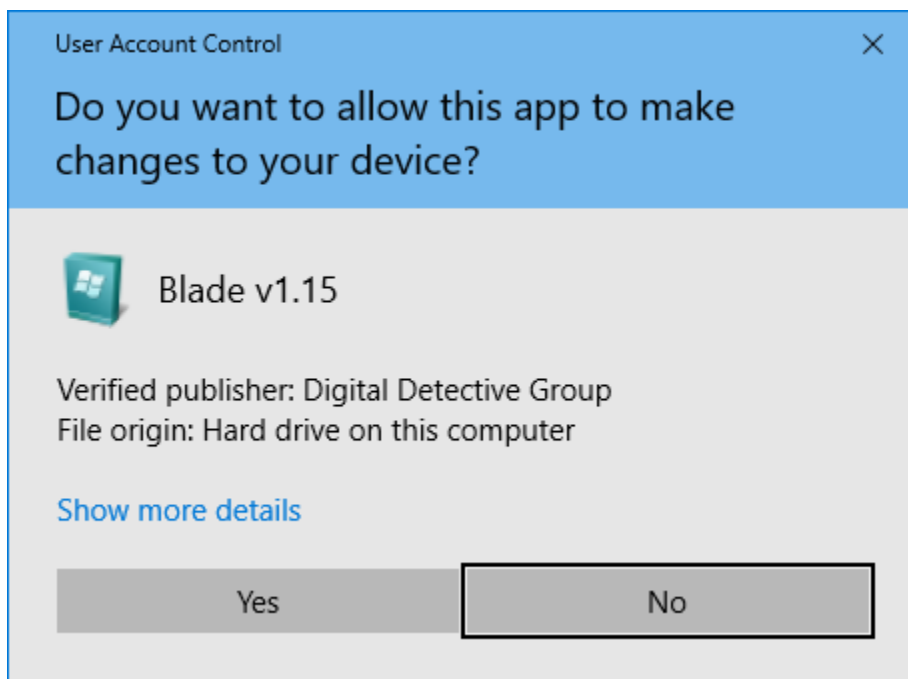 User Account Control
Do you want to allow this app to make
changes to your device?
Blade v1.15
Verified publisher: Digital Detective Group
File origin: Hard drive on this computer
Show more details
Yes
No